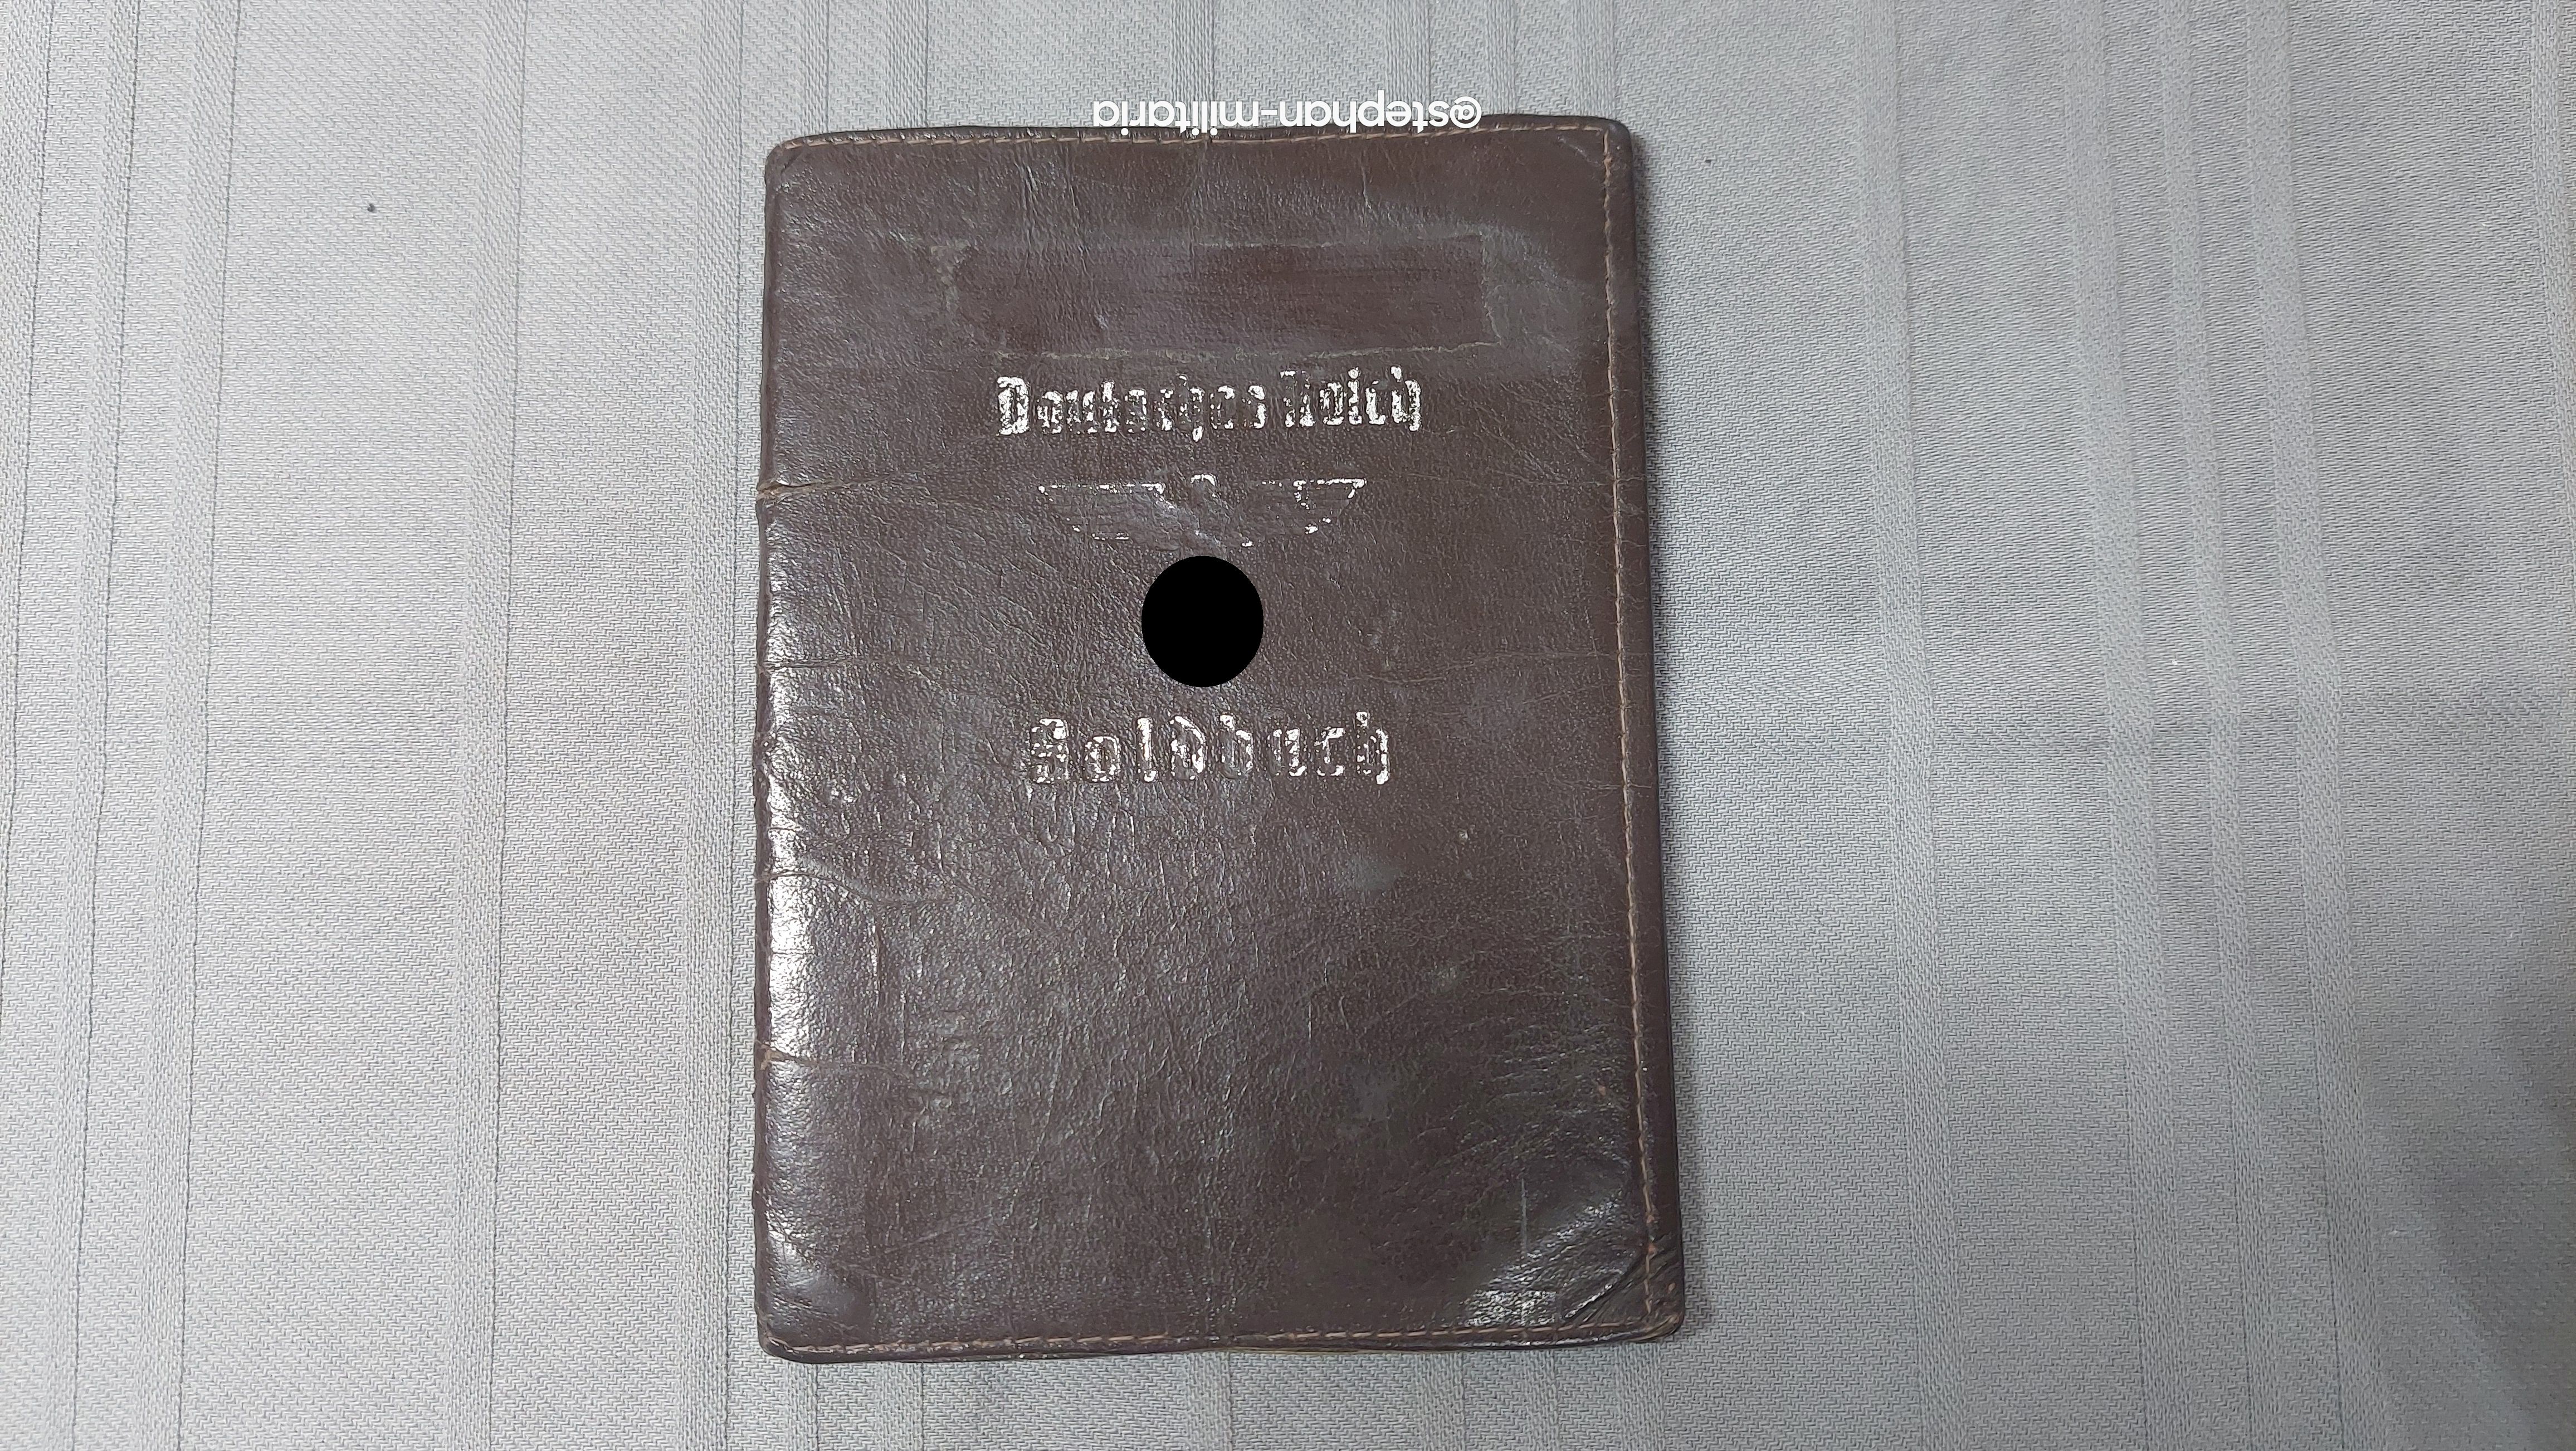 @stephan-militaria
Deutsches Reich
Soldbuch